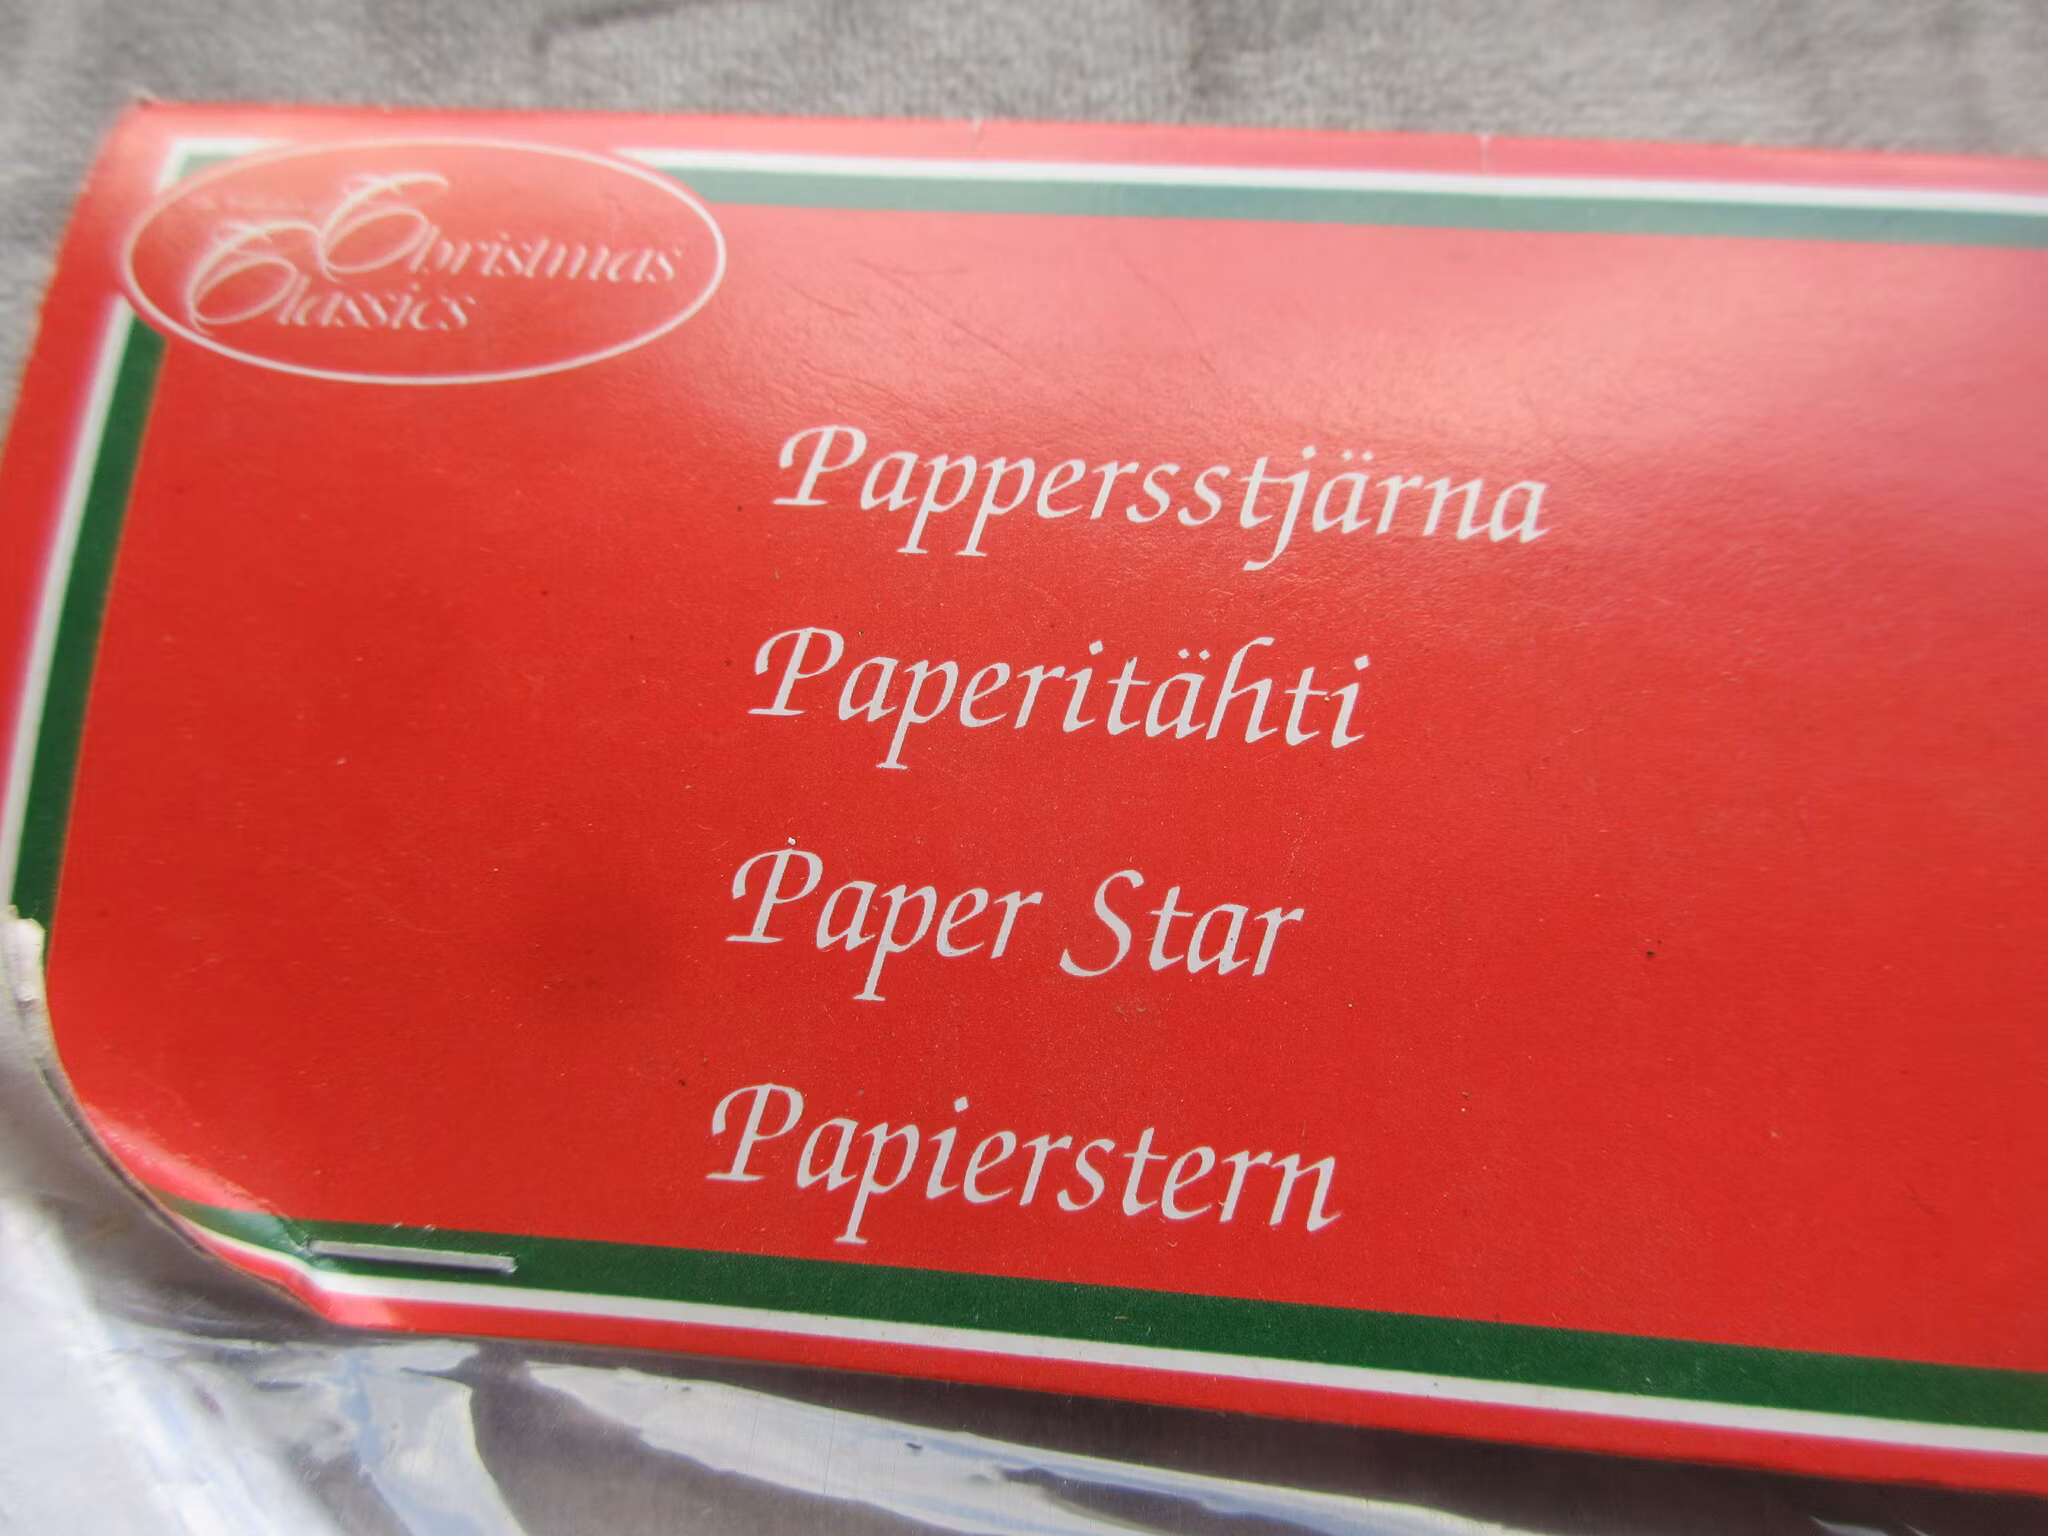 Christmas
Classics
Pappersstjärna
Paperitähti
Paper Star
Papierstern